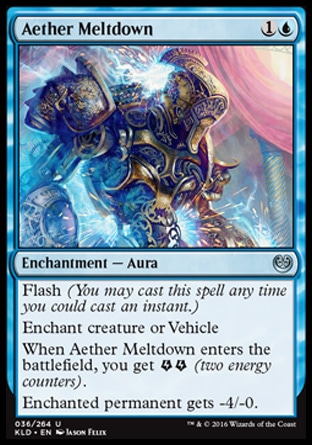 Aether Meltdown 1
Enchantment — Aura
Flash (You may cast this spell any time
you could cast an instant.)
Enchant creature or Vehicle
When Aether Meltdown enters the
battlefield, you get (two energy
counters).
Enchanted permanent gets -4/-0.
036/264 U
KLD • EN JASON FELIX
™ & © 2016 Wizards of the Coast